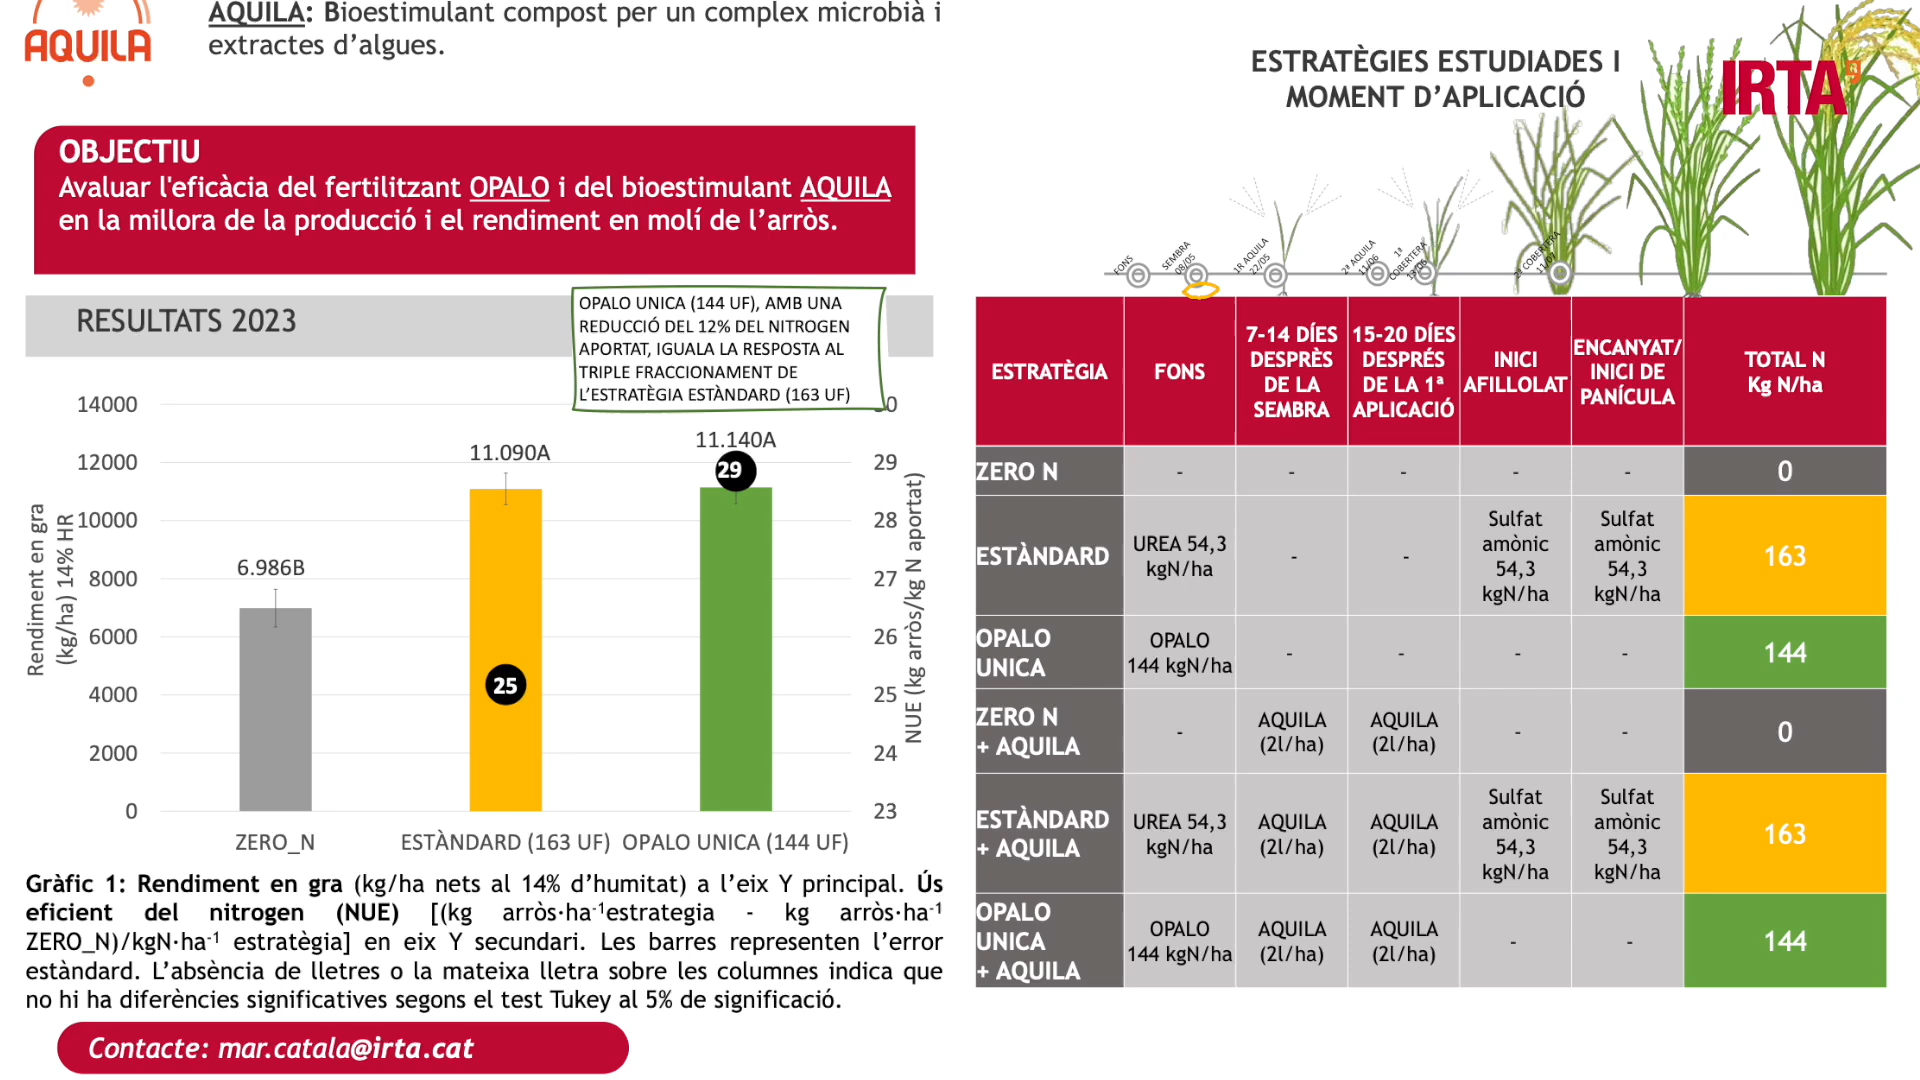 AQUILA
AQUILA: Bioestimulant compost per un complex microbià i
extractes d’algues.
OBJECTIU
Avaluar l'eficàcia del fertilitzant OPALO i del bioestimulant AQUILA
en la millora de la producció i el rendiment en molí de l’arròs.
RESULTATS 2023
OPALO UNICA (144 UF), AMB UNA
REDUCCIÓ DEL 12% DEL NITROGEN
APORTAT, IGUALA LA RESPOSTA AL
TRIPLE FRACCIONAMENT DE
L’ESTRATÈGIA ESTÀNDARD (163 UF)
Rendiment en gra
(kg/ha) 14% HR
14000
12000
10000
8000
6000
4000
2000
0
6.986B
11.090A
11.140A
25
29
29
28
27
26
25
24
23
NUE (kg arròs/kg N aportat)
ZERO_N
ESTÀNDARD (163 UF)
OPALO UNICA (144 UF)
Gràfic 1: Rendiment en gra (kg/ha nets al 14% d’humitat) a l’eix Y principal. Ús
eficient del nitrogen (NUE) [(kg arròs·ha-1estrategia - kg arròs·ha-1
ZERO_N)/kgN·ha-1 estratègia] en eix Y secundari. Les barres representen l’error
estàndard. L’absència de lletres o la mateixa lletra sobre les columnes indica que
no hi ha diferències significatives segons el test Tukey al 5% de significació.
Contacte: mar.catala@irta.cat
ESTRATÈGIES ESTUDIADES I
MOMENT D’APLICACIÓ
IRTA
FONS
SEMBRA
08/05
1R AQUILA
22/05
2ª AQUILA
11/06
1ª
COBERTERA
2ª COBERTERA
ESTRATÈGIA
FONS
7-14 DÍES
DESPRÈS
DE LA
SEMBRA
15-20 DÍES
DESPRÉS
DE LA 1ª
APLICACIÓ
INICI
AFILLOLAT
ENCANYAT/
INICI DE
PANÍCULA
TOTAL N
Kg N/ha
ZERO N
-
-
-
-
-
0
ESTÀNDARD
UREA 54,3
kgN/ha
-
-
Sulfat
amònic
54,3
kgN/ha
Sulfat
amònic
54,3
kgN/ha
163
OPALO
UNICA
OPALO
144 kgN/ha
-
-
-
-
144
ZERO N
+ AQUILA
-
AQUILA
(2l/ha)
AQUILA
(2l/ha)
-
-
0
ESTÀNDARD
+ AQUILA
UREA 54,3
kgN/ha
AQUILA
(2l/ha)
AQUILA
(2l/ha)
Sulfat
amònic
54,3
kgN/ha
Sulfat
amònic
54,3
kgN/ha
163
OPALO
UNICA
+ AQUILA
OPALO
144 kgN/ha
AQUILA
(2l/ha)
AQUILA
(2l/ha)
-
-
144